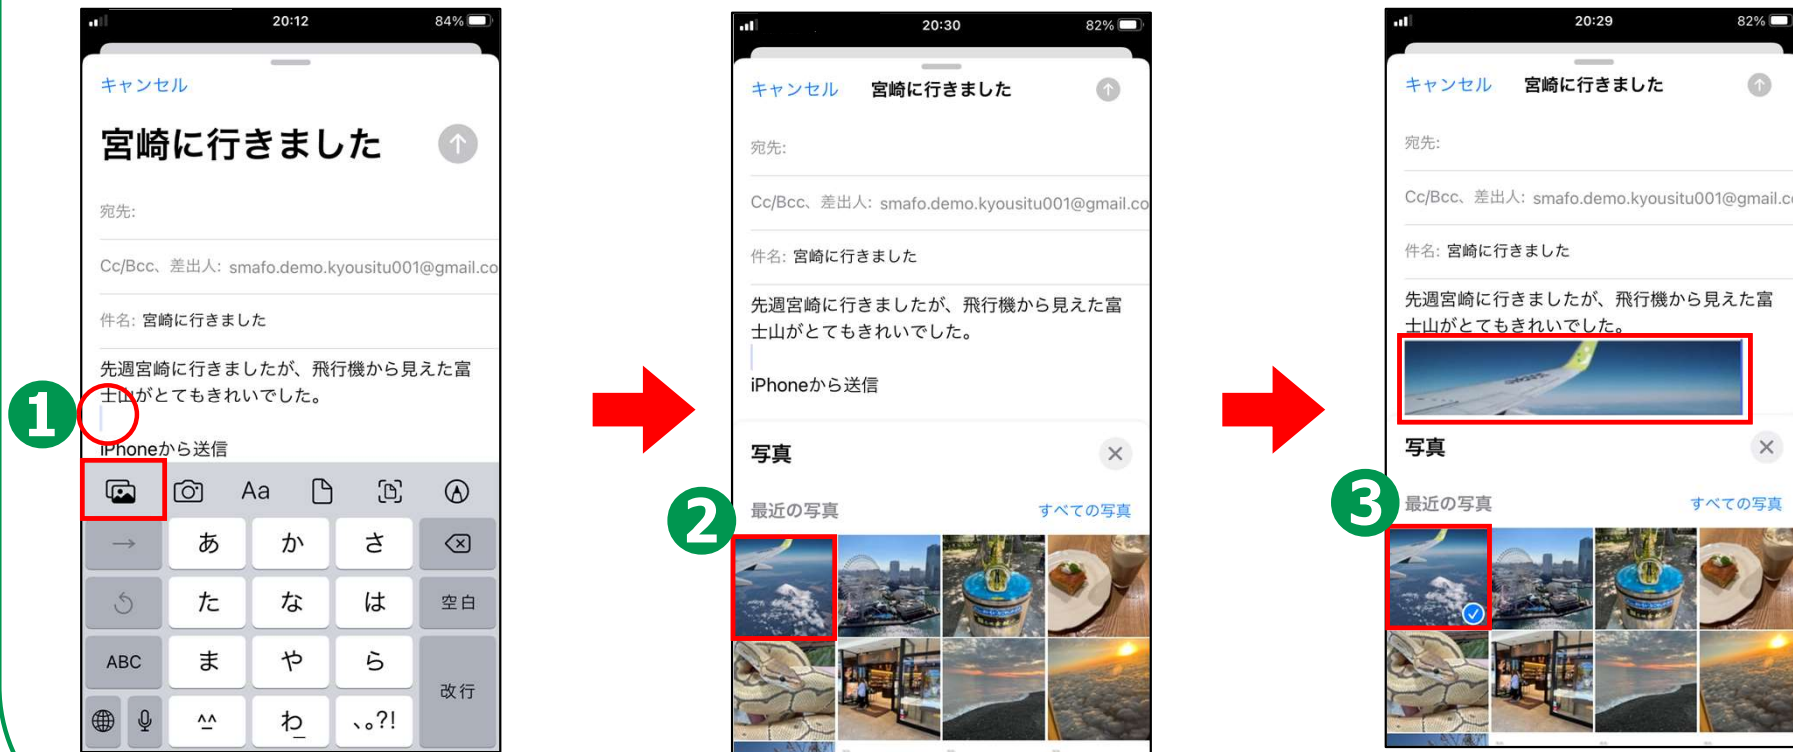 20:12
84%
キャンセル
宮崎に行きました
宛先:
Cc/Bcc、差出人: smafo.demo.kyousitu001@gmail.co
件名: 宮崎に行きました
先週宮崎に行きましたが、飛行機から見えた富
士山がとてもきれいでした。
iPhoneから送信
1
Aa
→
あ
か
さ
た
な
は
空白
ABC
ま
や
ら
改行
^^
わ
、。?!
20:30
82%
キャンセル
宮崎に行きました
宛先:
Cc/Bcc、差出人: smafo.demo.kyousitu001@gmail.co
件名: 宮崎に行きました
先週宮崎に行きましたが、飛行機から見えた富
士山がとてもきれいでした。
iPhoneから送信
写真
2
最近の写真
すべての写真
20:29
82%
キャンセル
宮崎に行きました
宛先:
Cc/Bcc、差出人: smafo.demo.kyousitu001@gmail.c
件名: 宮崎に行きました
先週宮崎に行きましたが、飛行機から見えた富
士山がとてもきれいでした。
写真
3
最近の写真
すべての写真